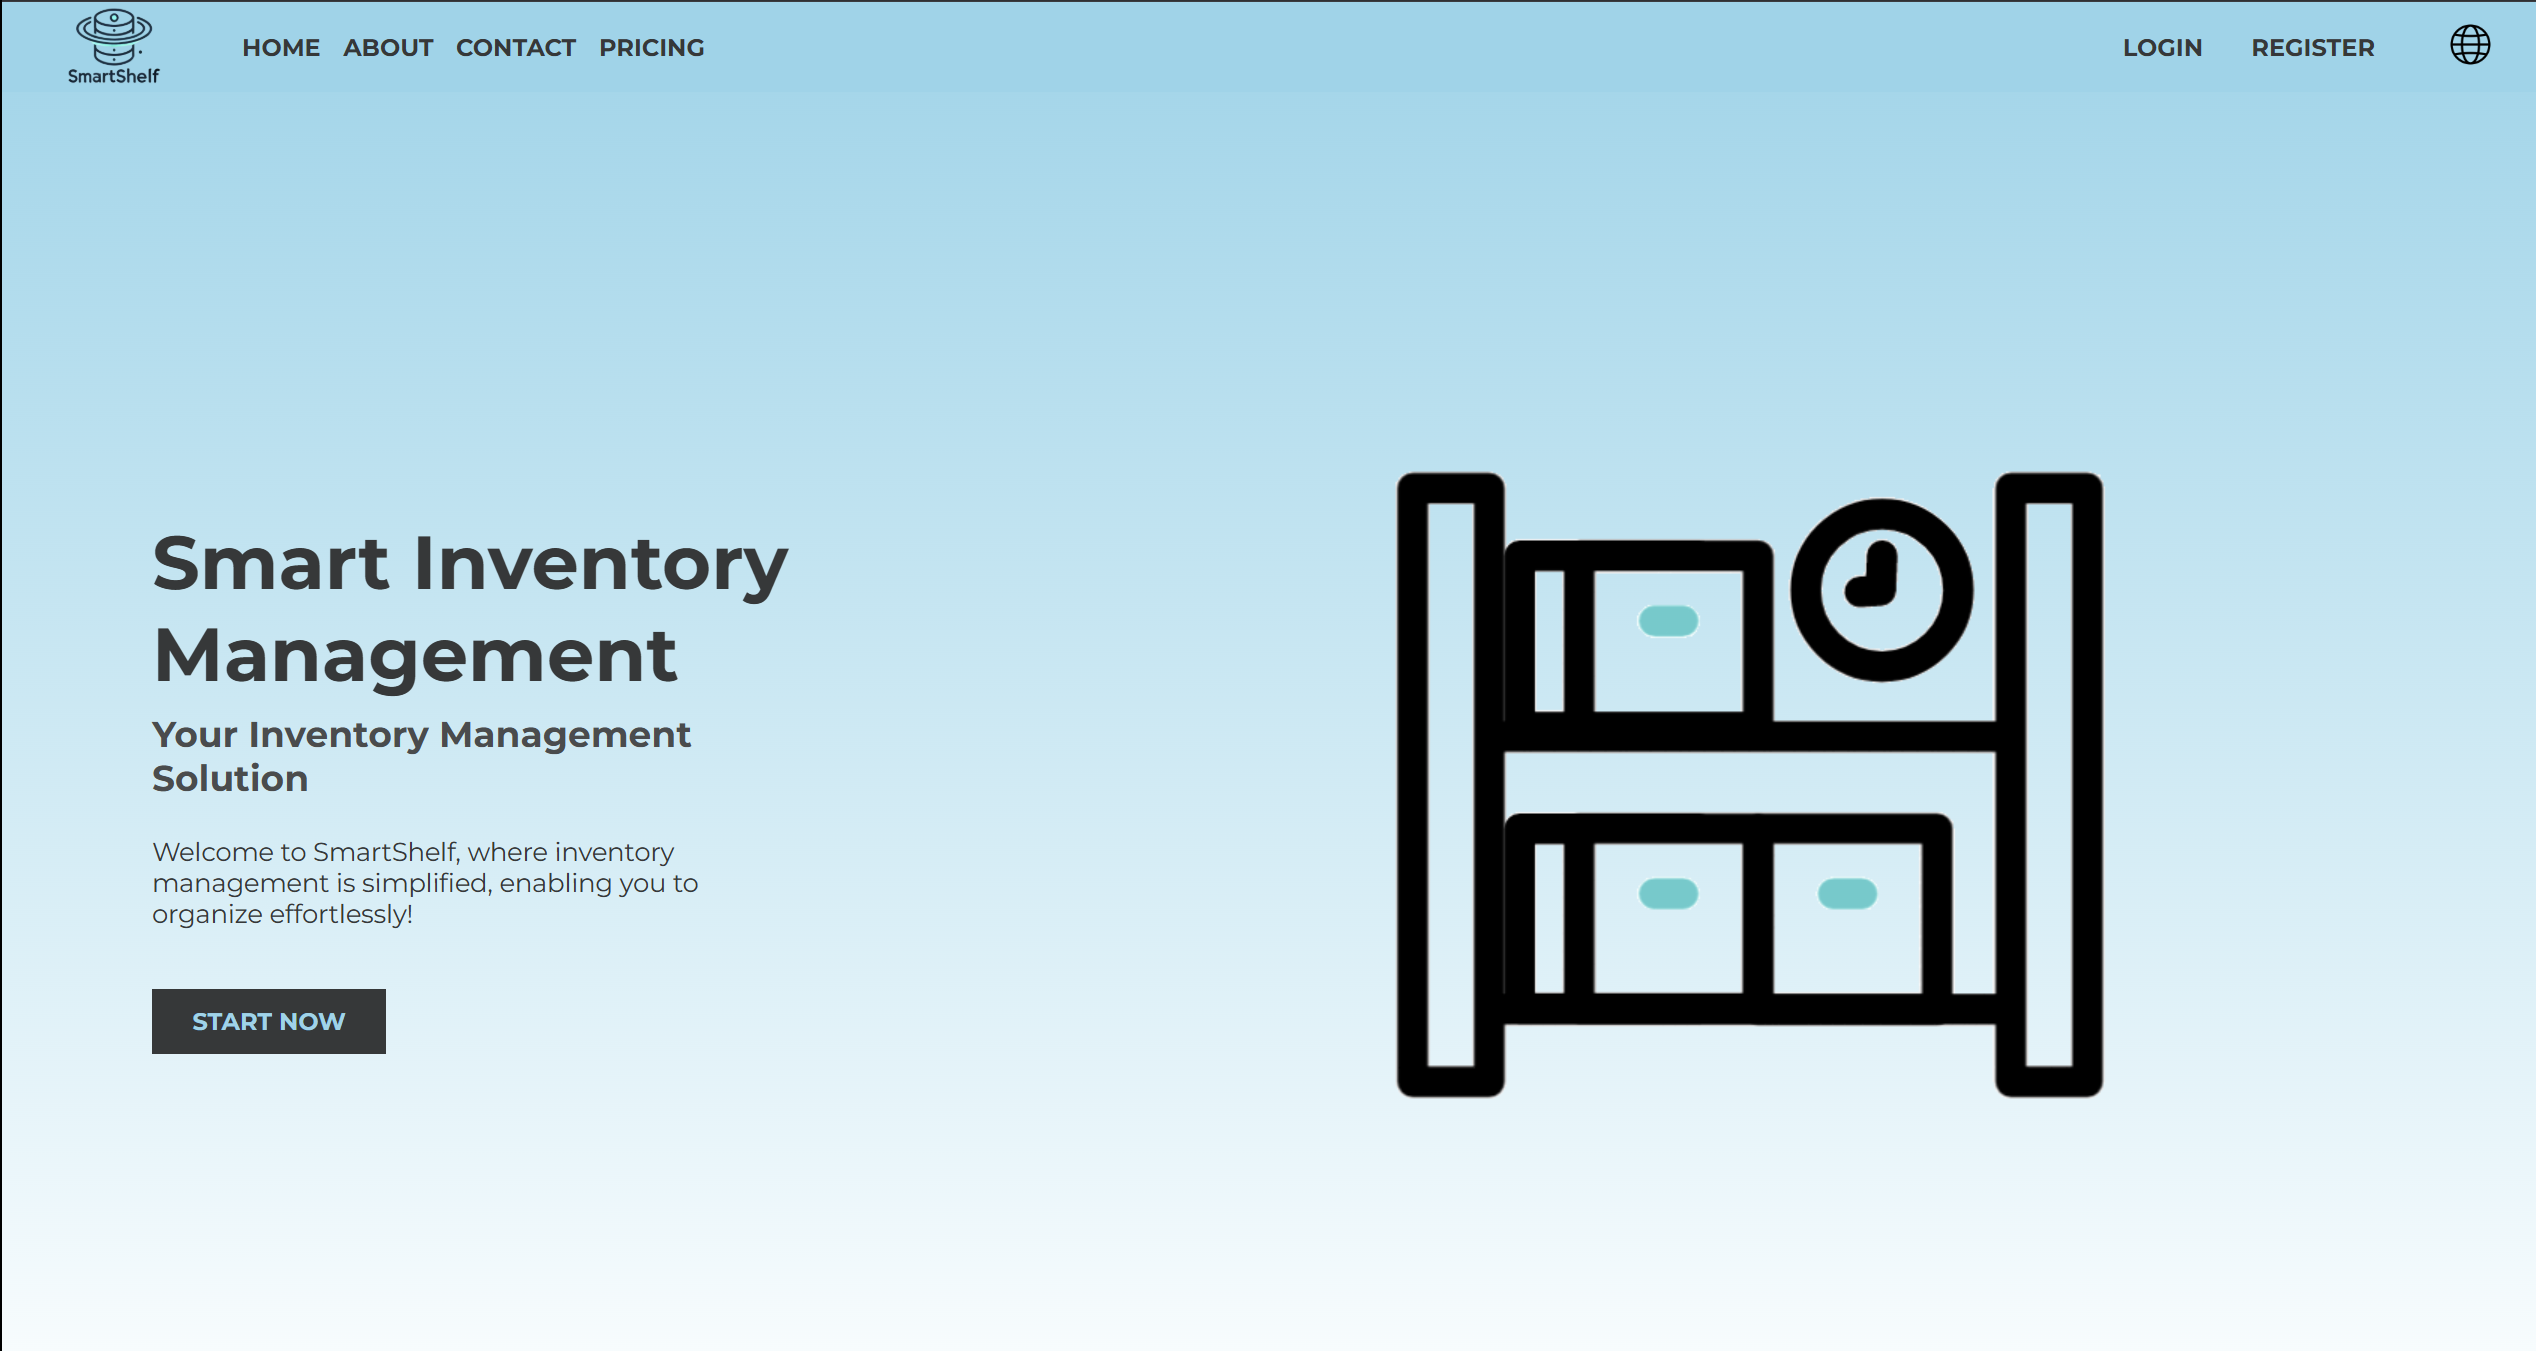 SmartShelf
HOME ABOUT CONTACT PRICING
LOGIN REGISTER
Smart Inventory
Management
Your Inventory Management
Solution
Welcome to SmartShelf, where inventory
management is simplified, enabling you to
organize effortlessly!
START NOW